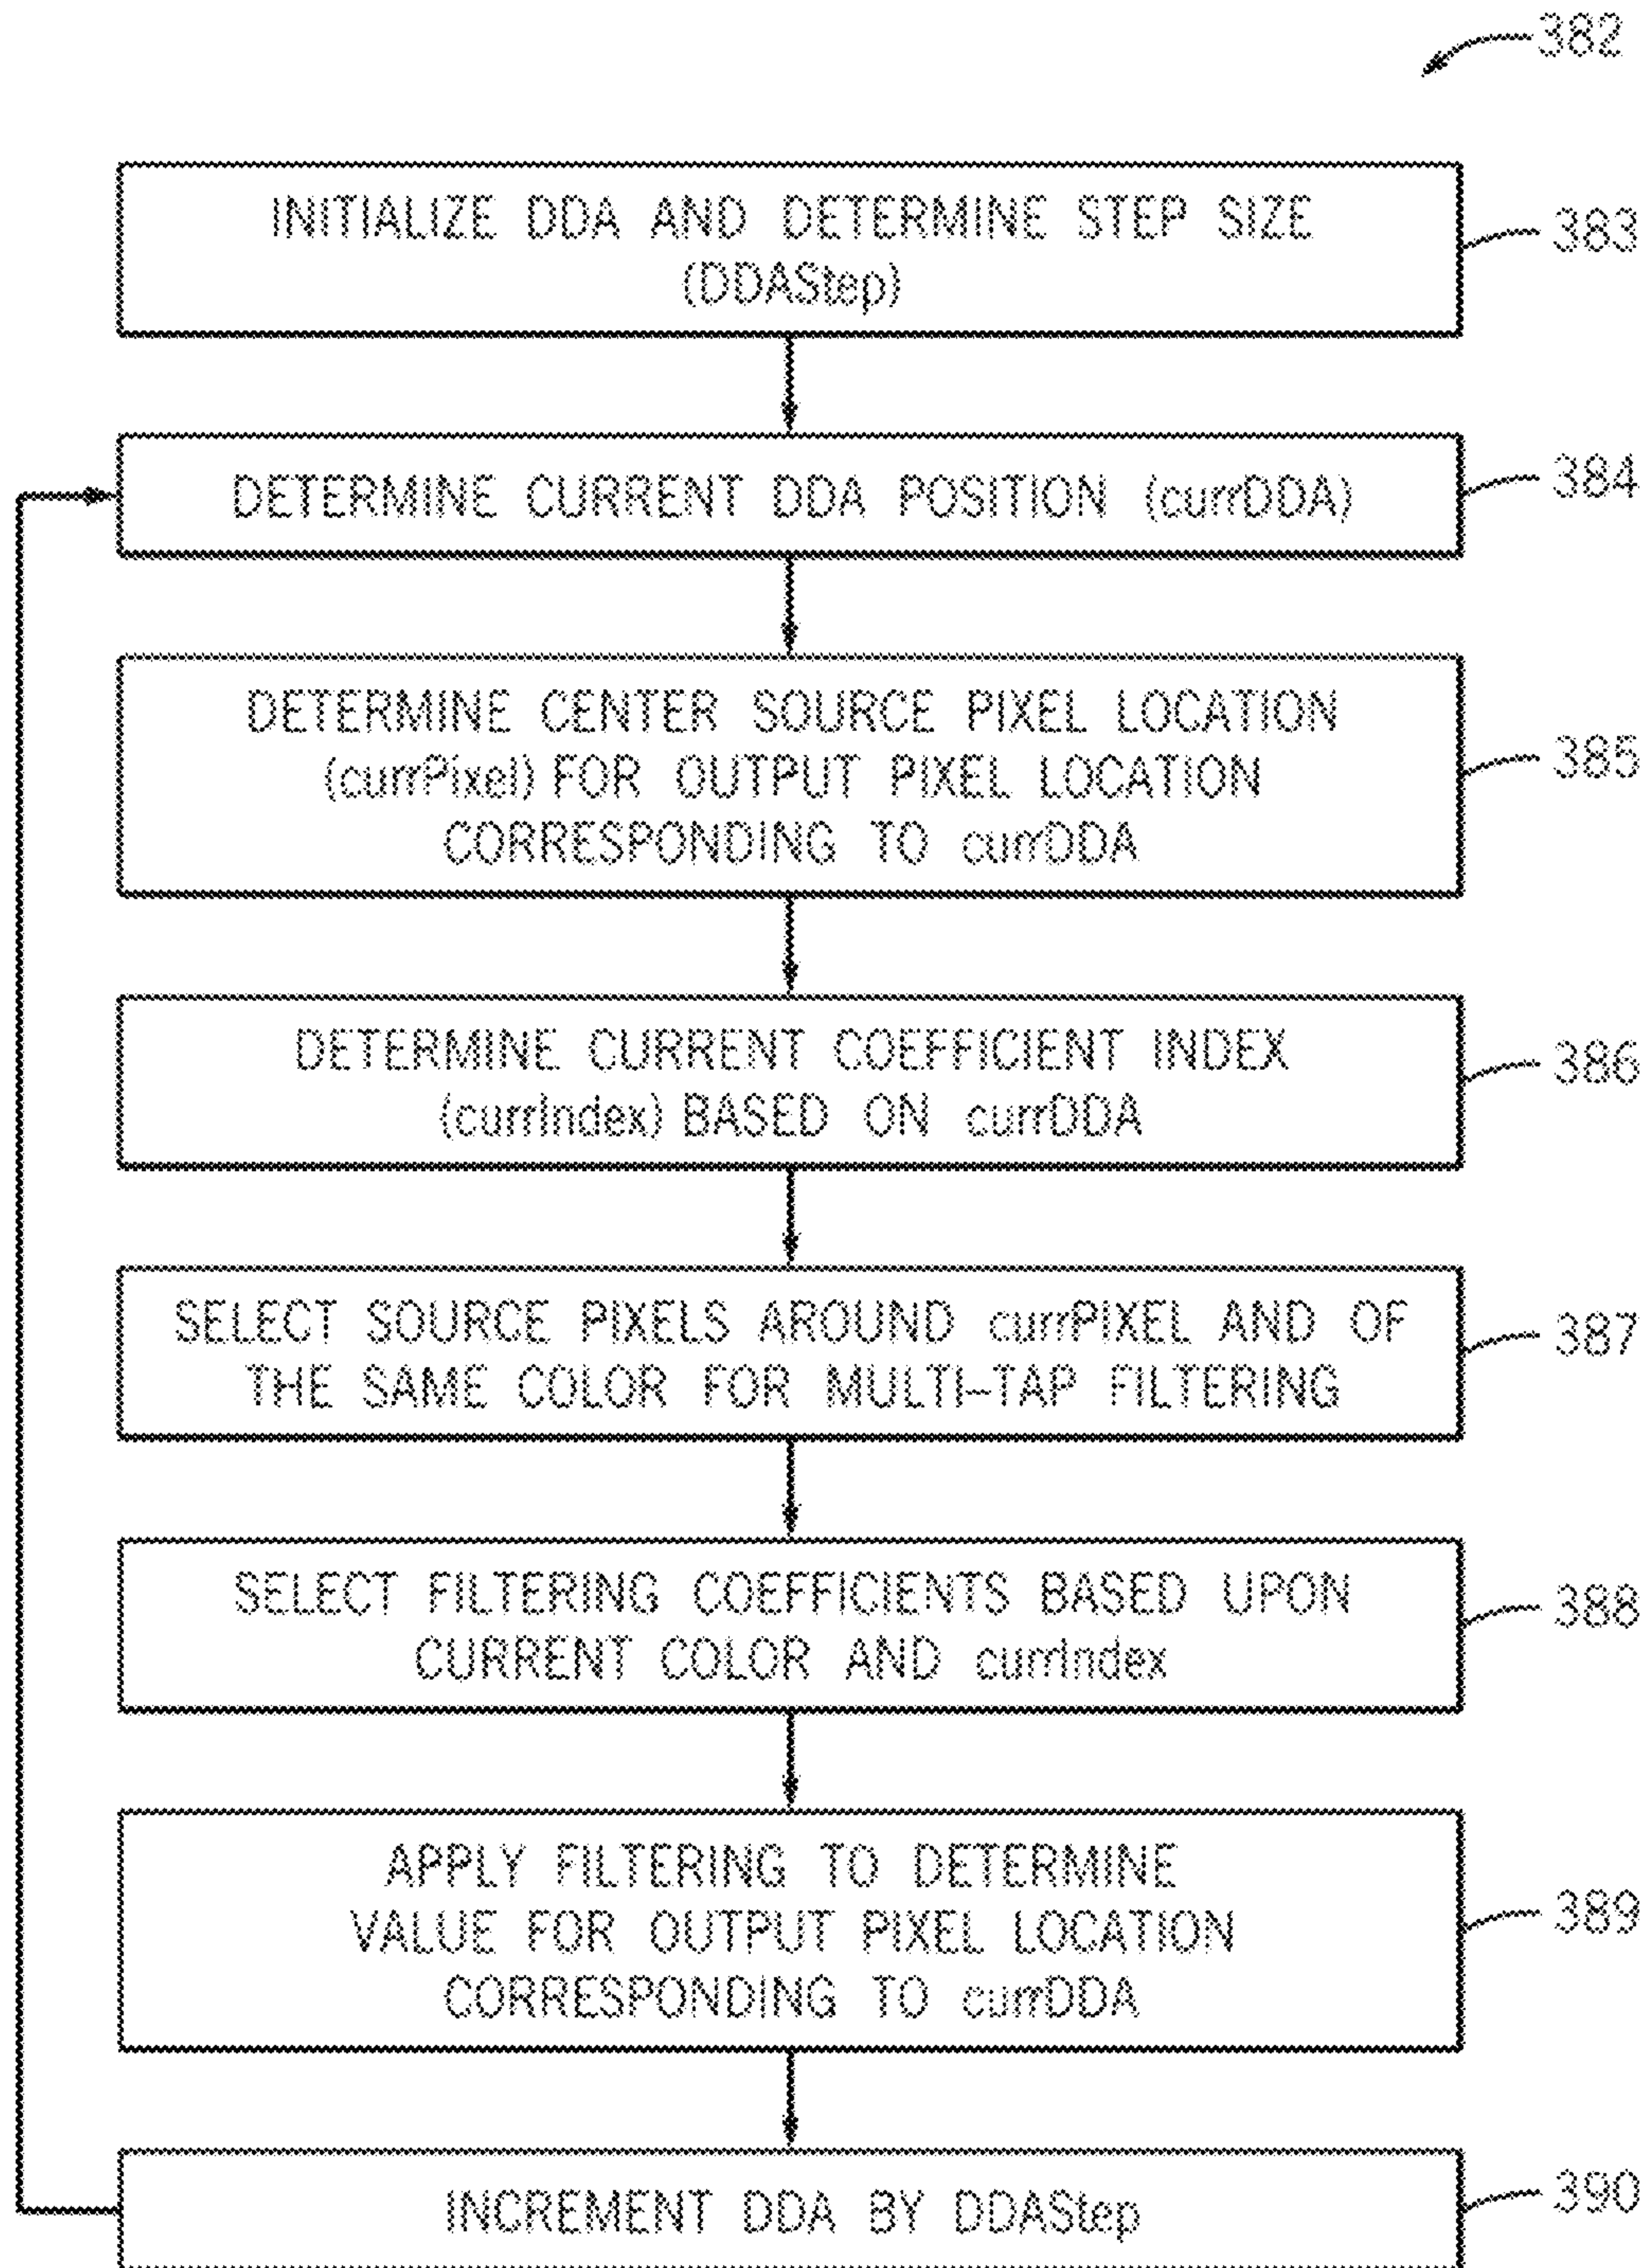 382
INITIALIZE DDA AND DETERMINE STEP SIZE
(DDAStep)
383
DETERMINE CURRENT DDA POSITION (currDDA)
384
DETERMINE CENTER SOURCE PIXEL LOCATION
(currPixel) FOR OUTPUT PIXEL LOCATION
CORRESPONDING TO currDDA
385
DETERMINE CURRENT COEFFICIENT INDEX
(currIndex) BASED ON currDDA
386
SELECT SOURCE PIXELS AROUND currPIXEL AND OF
THE SAME COLOR FOR MULTI-TAP FILTERING
387
SELECT FILTERING COEFFICIENTS BASED UPON
CURRENT COLOR AND currIndex
388
APPLY FILTERING TO DETERMINE
VALUE FOR OUTPUT PIXEL LOCATION
CORRESPONDING TO currDDA
389
INCREMENT DDA BY DDAStep
390